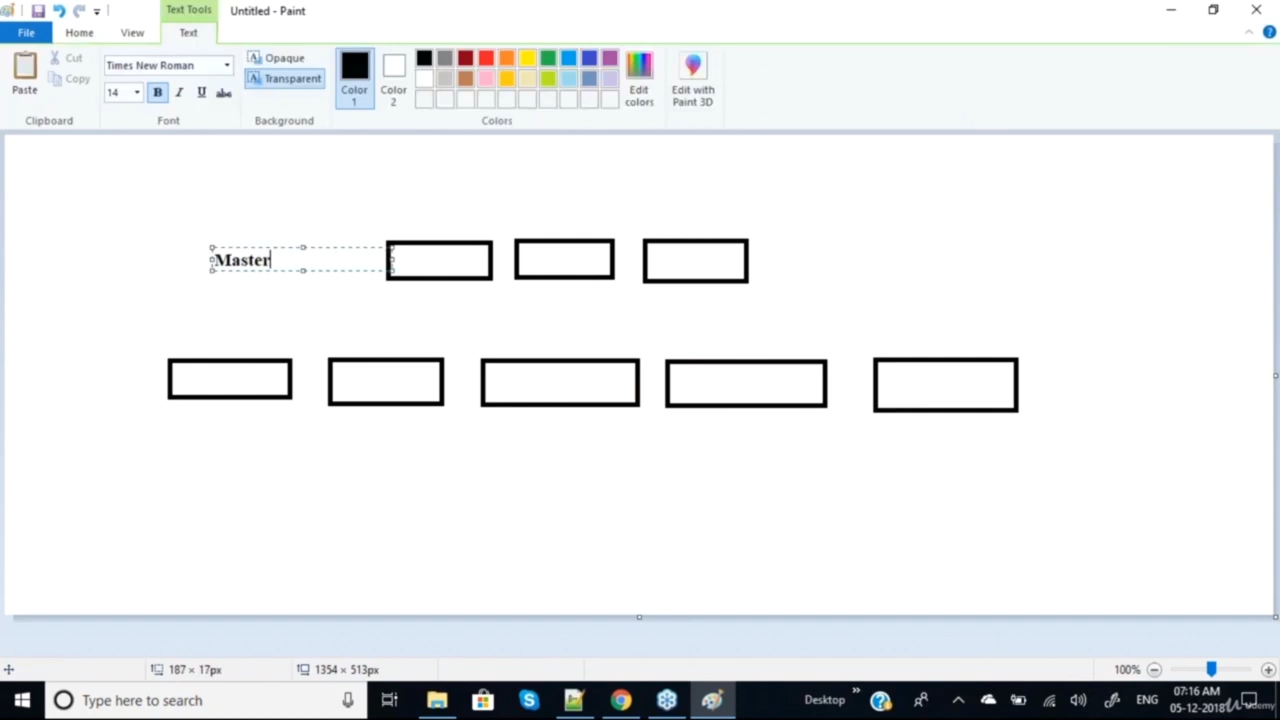 Text Tools
Untitled - Paint
File
Home
View
Text
Paste
Cut
Copy
Times New Roman
14
B
I
U
abc
Opaque
Transparent
Color
1
Color
2
Edit
colors
Edit with
Paint 3D
Clipboard
Font
Background
Colors
Master
187 × 17px
1354 × 513px
100%
Type here to search
Desktop
ENG
07:16 AM
05-12-2018
Udemy